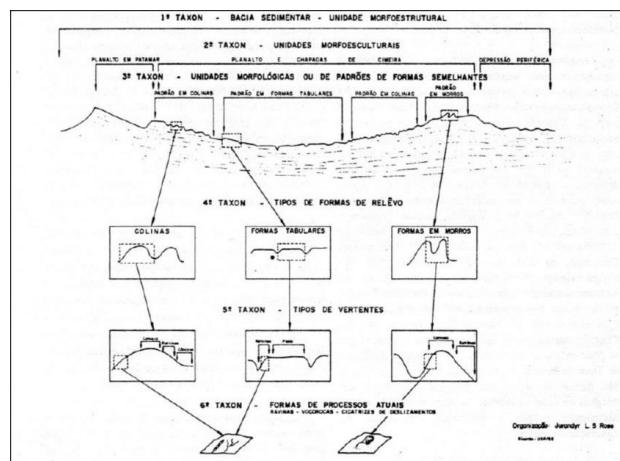 1º TAXON - BACIA SEDIMENTAR - UNIDADE MORFOESTRUTURAL
2º TAXON - UNIDADES MORFOESCULTURAIS
PLANALTO EM PATAMAR
PLANALTO E CHAPADAS DE CIMEIRA
DEPRESSÃO PERIFÉRICA
3º TAXON - UNIDADES MORFOLÓGICAS OU DE PADRÕES DE FORMAS SEMELHANTES
PADRÃO EM COLINAS
PADRÃO EM FORMAS TABULARES
PADRÃO EM COLINAS
PADRÃO EM MORROS
4º TAXON - TIPOS DE FORMAS DE RELÊVO
COLINAS
FORMAS TABULARES
FORMAS EM MORROS
5º TAXON - TIPOS DE VERTENTES
6º TAXON - FORMAS DE PROCESSOS ATUAIS
RAVINAS - VOÇOROCAS - CICATRIZES DE DESLIZAMENTOS
Organização: Jurandyr L. S. Ross